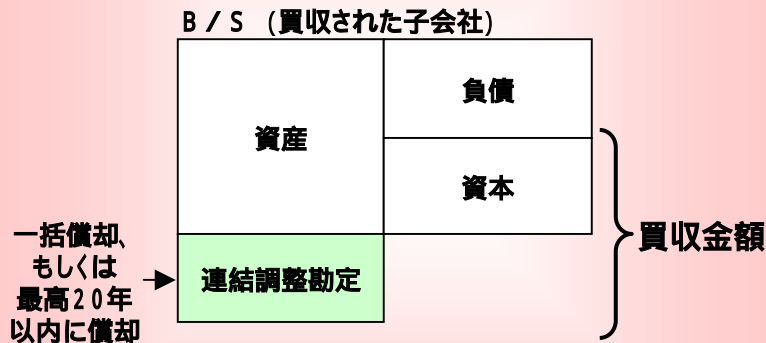 B/S (買収された子会社)
負債
資産
資本
買収金額
一括償却、
もしくは
最高20年
以内に償却
連結調整勘定